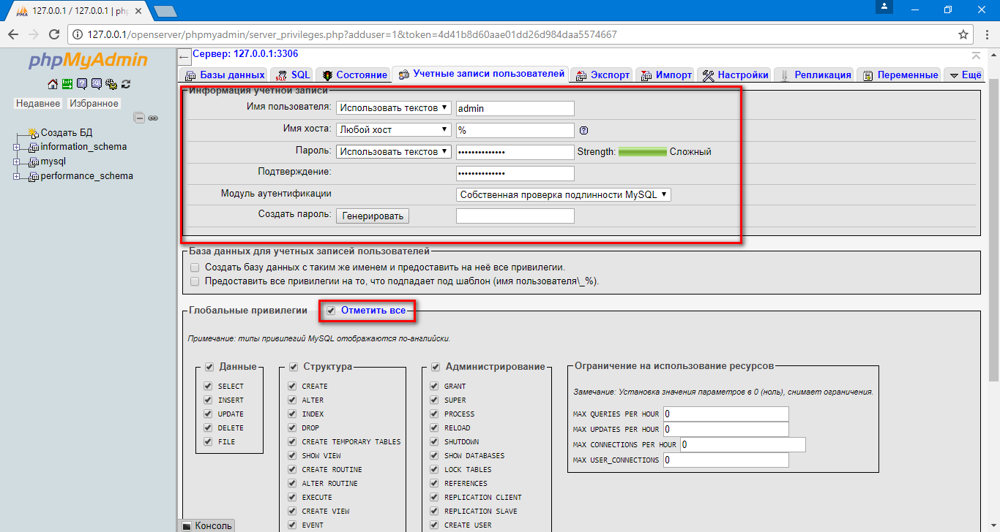 127.0.0.1 / 127.0.0.1 | ph
127.0.0.1/openserver/phpmyadmin/server_privileges.php?adduser=1&token=4d41b8d60aae01dd26d984daa5574667
phpMyAdmin
Недавнее Избранное
Создать БД
information_schema
mysql
performance_schema
Сервер: 127.0.0.1:3306
Базы данных SQL Состояние Учетные записи пользователей Экспорт Импорт Настройки Репликация Переменные Ещё
Информация учетной записи
Имя пользователя: Использовать текстов admin
Имя хоста: Любой хост %
Пароль: Использовать текстов •••••••••••••• Strength: Сложный
Подтверждение: ••••••••••••••
Модуль аутентификации Собственная проверка подлинности MySQL
Создать пароль: Генерировать
База данных для учетных записей пользователей
Создать базу данных с таким же именем и предоставить на неё все привилегии.
Предоставить все привилегии на то, что подпадает под шаблон (имя пользователя\_%).
Глобальные привилегии Отметить все
Примечание: типы привилегий MySQL отображаются по-английски.
Данные
SELECT
INSERT
UPDATE
DELETE
FILE
Структура
CREATE
ALTER
INDEX
DROP
CREATE TEMPORARY TABLES
SHOW VIEW
CREATE ROUTINE
ALTER ROUTINE
EXECUTE
CREATE VIEW
EVENT
Администрирование
GRANT
SUPER
PROCESS
RELOAD
SHUTDOWN
SHOW DATABASES
LOCK TABLES
REFERENCES
REPLICATION CLIENT
REPLICATION SLAVE
CREATE USER
Ограничение на использование ресурсов
Замечание: Установка значения параметров в 0 (ноль), снимает ограничения.
MAX QUERIES PER HOUR 0
MAX UPDATES PER HOUR 0
MAX CONNECTIONS PER HOUR 0
MAX USER_CONNECTIONS 0
Консоль